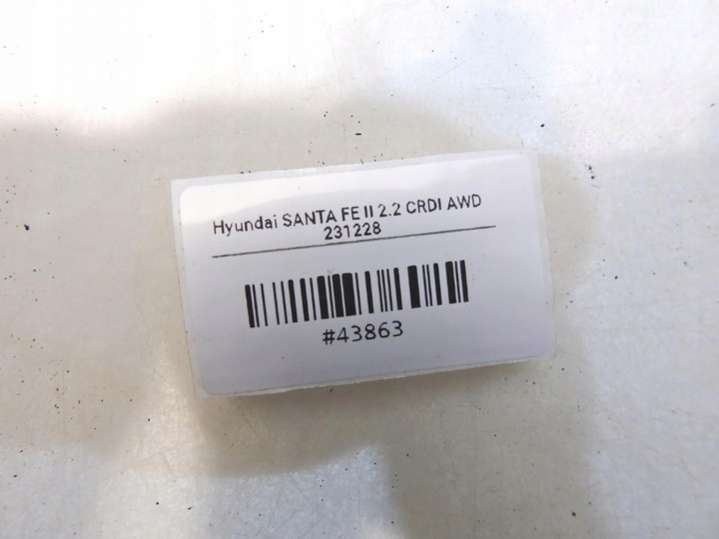 Hyundai SANTA FE II 2.2 CRDI AWD
231228
#43863